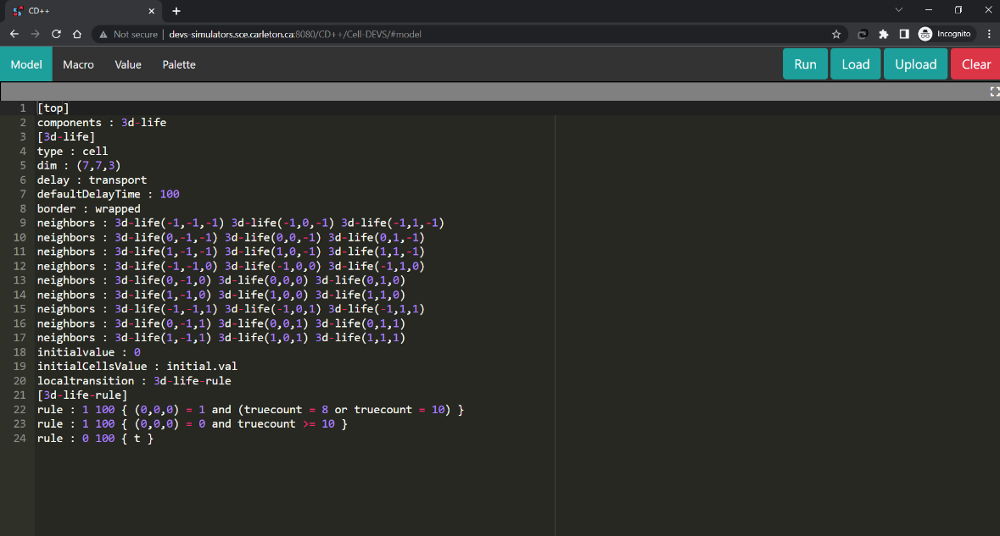 CD++
Not secure | devs-simulators.sce.carleton.ca:8080/CD++/Cell-DEVS/#model
Incognito
Model Macro Value Palette Run Load Upload Clear
1 [top]
2 components : 3d-life
3 [3d-life]
4 type : cell
5 dim : (7,7,3)
6 delay : transport
7 defaultDelayTime : 100
8 border : wrapped
9 neighbors : 3d-life(-1,-1,-1) 3d-life(-1,0,-1) 3d-life(-1,1,-1)
10 neighbors : 3d-life(0,-1,-1) 3d-life(0,0,-1) 3d-life(0,1,-1)
11 neighbors : 3d-life(1,-1,-1) 3d-life(1,0,-1) 3d-life(1,1,-1)
12 neighbors : 3d-life(-1,-1,0) 3d-life(-1,0,0) 3d-life(-1,1,0)
13 neighbors : 3d-life(0,-1,0) 3d-life(0,0,0) 3d-life(0,1,0)
14 neighbors : 3d-life(1,-1,0) 3d-life(1,0,0) 3d-life(1,1,0)
15 neighbors : 3d-life(-1,-1,1) 3d-life(-1,0,1) 3d-life(-1,1,1)
16 neighbors : 3d-life(0,-1,1) 3d-life(0,0,1) 3d-life(0,1,1)
17 neighbors : 3d-life(1,-1,1) 3d-life(1,0,1) 3d-life(1,1,1)
18 initialvalue : 0
19 initialCellsValue : initial.val
20 localtransition : 3d-life-rule
21 [3d-life-rule]
22 rule : 1 100 { (0,0,0) = 1 and (truecount = 8 or truecount = 10) }
23 rule : 1 100 { (0,0,0) = 0 and truecount >= 10 }
24 rule : 0 100 { t }